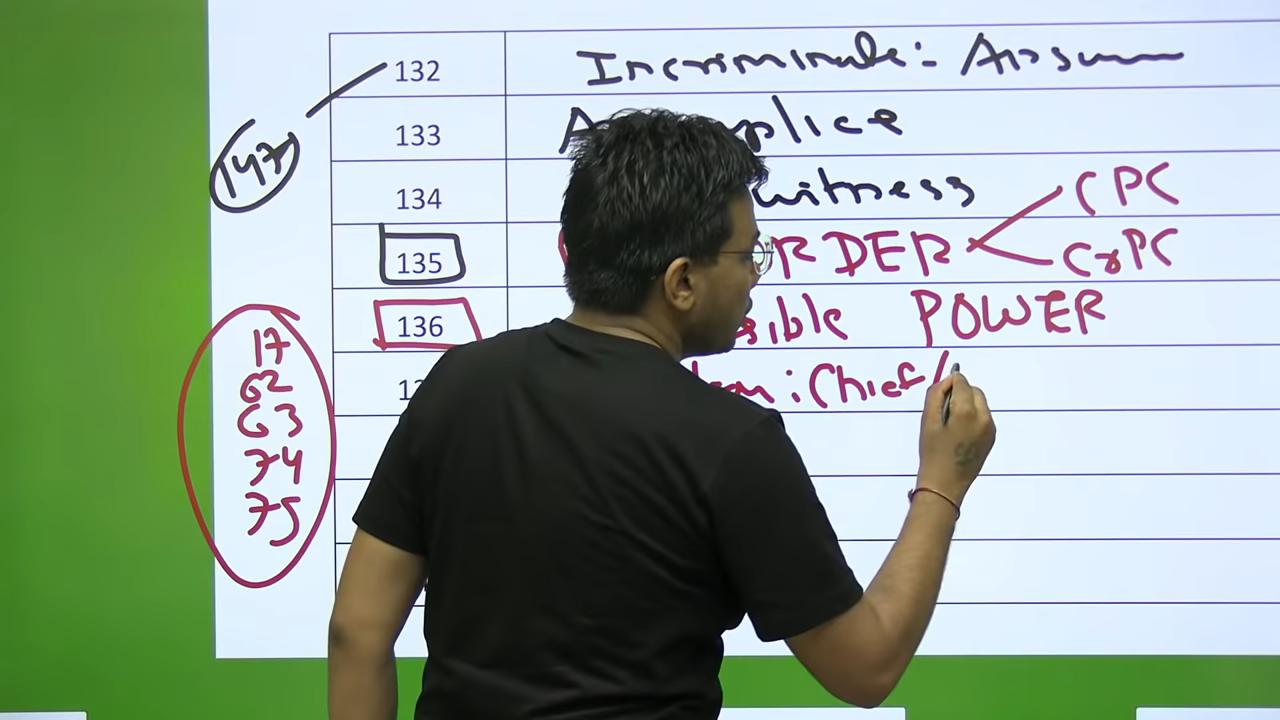 132 Incriminate: Answer
133 plice
134 witness
147
135 RDER CPC
CrPC
136 sible POWER
: Chief/
17
62
63
74
75